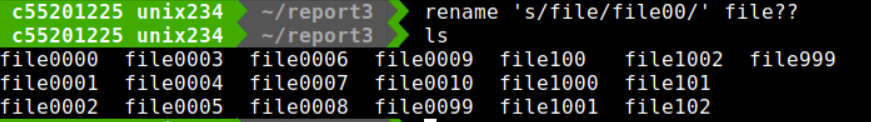 c55201225 unix234 ~/report3 rename 's/file/file00/' file??
c55201225 unix234 ~/report3 ls
file0000 file0003 file0006 file0009 file100 file1002 file999
file0001 file0004 file0007 file0010 file1000 file101
file0002 file0005 file0008 file0099 file1001 file102